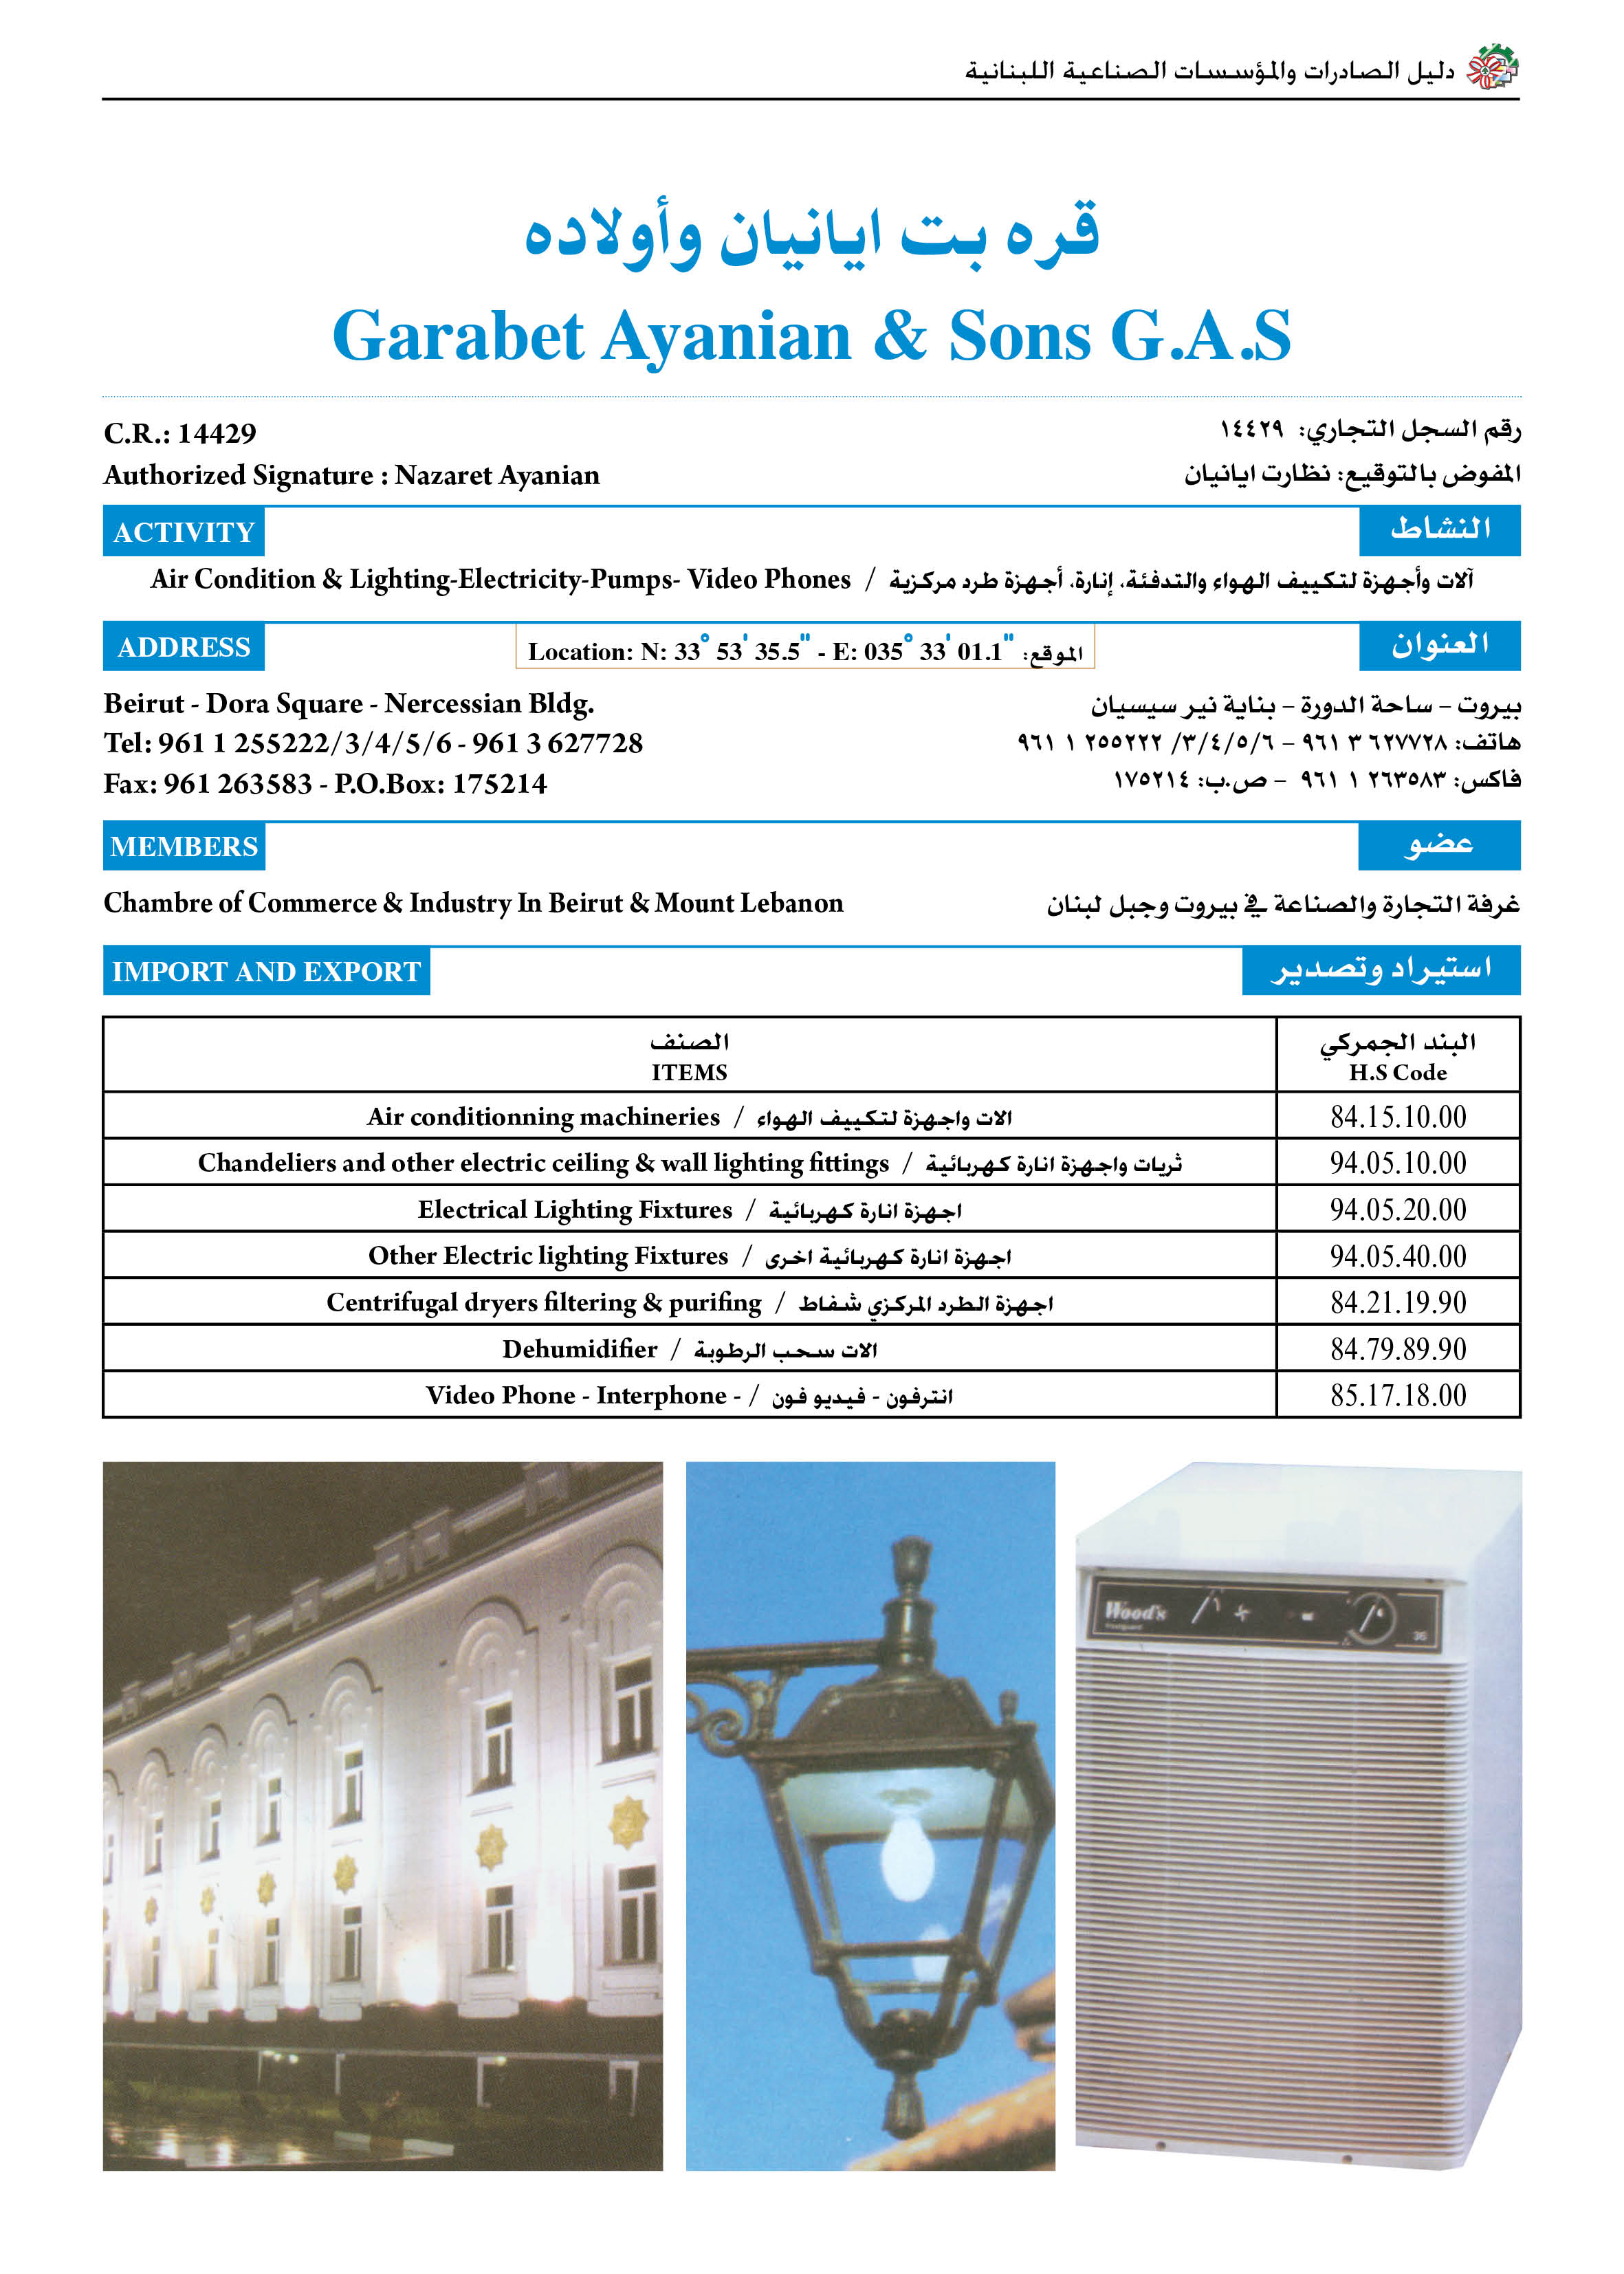 دليل الصادرات والمؤسسات الصناعية اللبنانية
قره بت ايانيان وأولاده
Garabet Ayanian & Sons G.A.S
C.R.: 14429
رقم السجل التجاري: ١٤٤٢٩
Authorized Signature : Nazaret Ayanian
المفوض بالتوقيع: نظارت ايانيان
ACTIVITY
النشاط
Air Condition & Lighting-Electricity-Pumps- Video Phones / آلات وأجهزة لتكييف الهواء والتدفئة، إنارة، أجهزة طرد مركزية
ADDRESS
Location: N: 33° 53' 35.5" - E: 035° 33' 01.1" الموقع:
العنوان
Beirut - Dora Square - Nercessian Bldg.
بيروت – ساحة الدورة – بناية نير سيسيان
Tel: 961 1 255222/3/4/5/6 - 961 3 627728
هاتف: ٦٢٧٧٢٨ ٣ ٩٦١ – ٣/٤/٥/٦/ ٢٥٥٢٢٢ ١ ٩٦١
Fax: 961 263583 - P.O.Box: 175214
فاكس: ٢٦٣٥٨٣ ١ ٩٦١ – ص.ب: ١٧٥٢١٤
MEMBERS
عضو
Chambre of Commerce & Industry In Beirut & Mount Lebanon
غرفة التجارة والصناعة في بيروت وجبل لبنان
IMPORT AND EXPORT
استيراد وتصدير
الصنف
ITEMS
البند الجمركي
H.S Code
Air conditionning machineries / الات واجهزة لتكييف الهواء
84.15.10.00
Chandeliers and other electric ceiling & wall lighting fittings / ثريات واجهزة انارة كهربائية
94.05.10.00
Electrical Lighting Fixtures / اجهزة انارة كهربائية
94.05.20.00
Other Electric lighting Fixtures / اجهزة انارة كهربائية اخرى
94.05.40.00
Centrifugal dryers filtering & purifing / اجهزة الطرد المركزي شفاط
84.21.19.90
Dehumidifier / الات سحب الرطوبة
84.79.89.90
Video Phone - Interphone - / انترفون - فيديو فون
85.17.18.00
Wood's
36